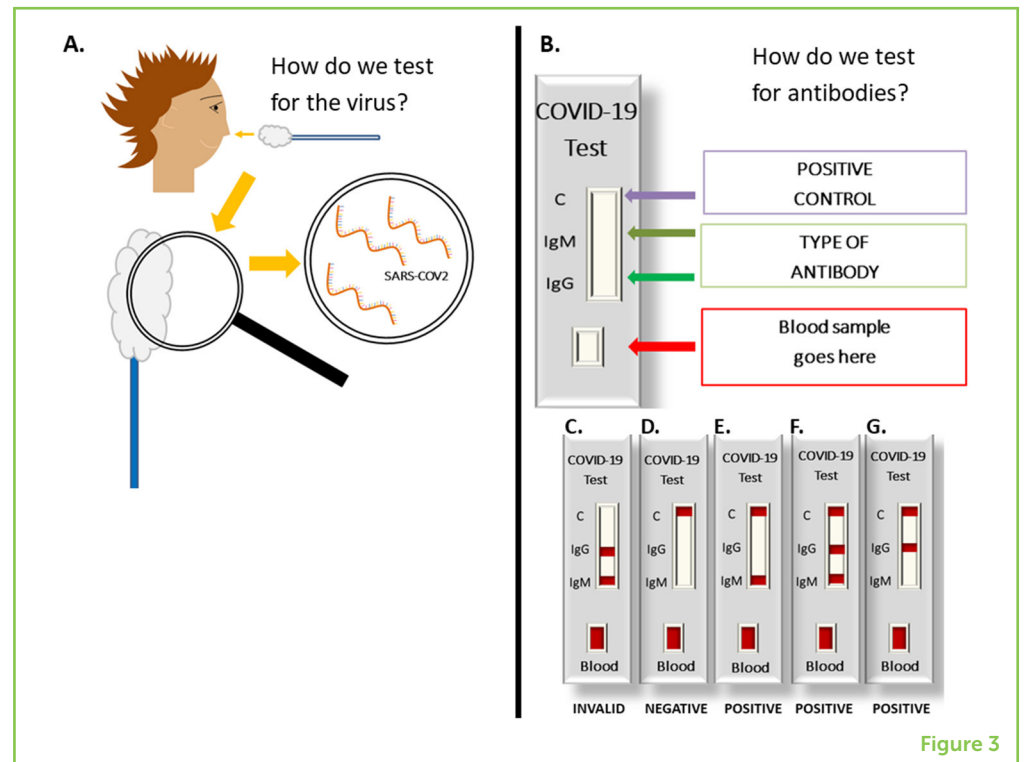 A.
How do we test
for the virus?
SARS-COV2
B.
How do we test
for antibodies?
COVID-19
Test
C
IgM
IgG
POSITIVE
CONTROL
TYPE OF
ANTIBODY
Blood sample
goes here
C.
COVID-19
Test
C
IgG
IgM
Blood
INVALID
D.
COVID-19
Test
C
IgG
IgM
Blood
NEGATIVE
E.
COVID-19
Test
C
IgG
IgM
Blood
POSITIVE
F.
COVID-19
Test
C
IgG
IgM
Blood
POSITIVE
G.
COVID-19
Test
C
IgG
IgM
Blood
POSITIVE
Figure 3